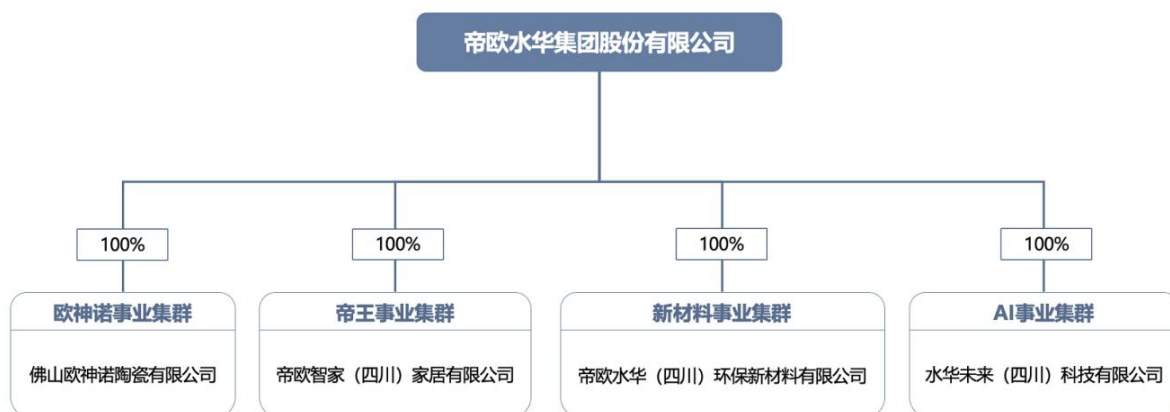 帝欧水华集团股份有限公司
100%
100%
100%
100%
欧神诺事业集群
帝王事业集群
新材料事业集群
AI事业集群
佛山欧神诺陶瓷有限公司
帝欧智家（四川）家居有限公司
帝欧水华（四川）环保新材料有限公司
水华未来（四川）科技有限公司